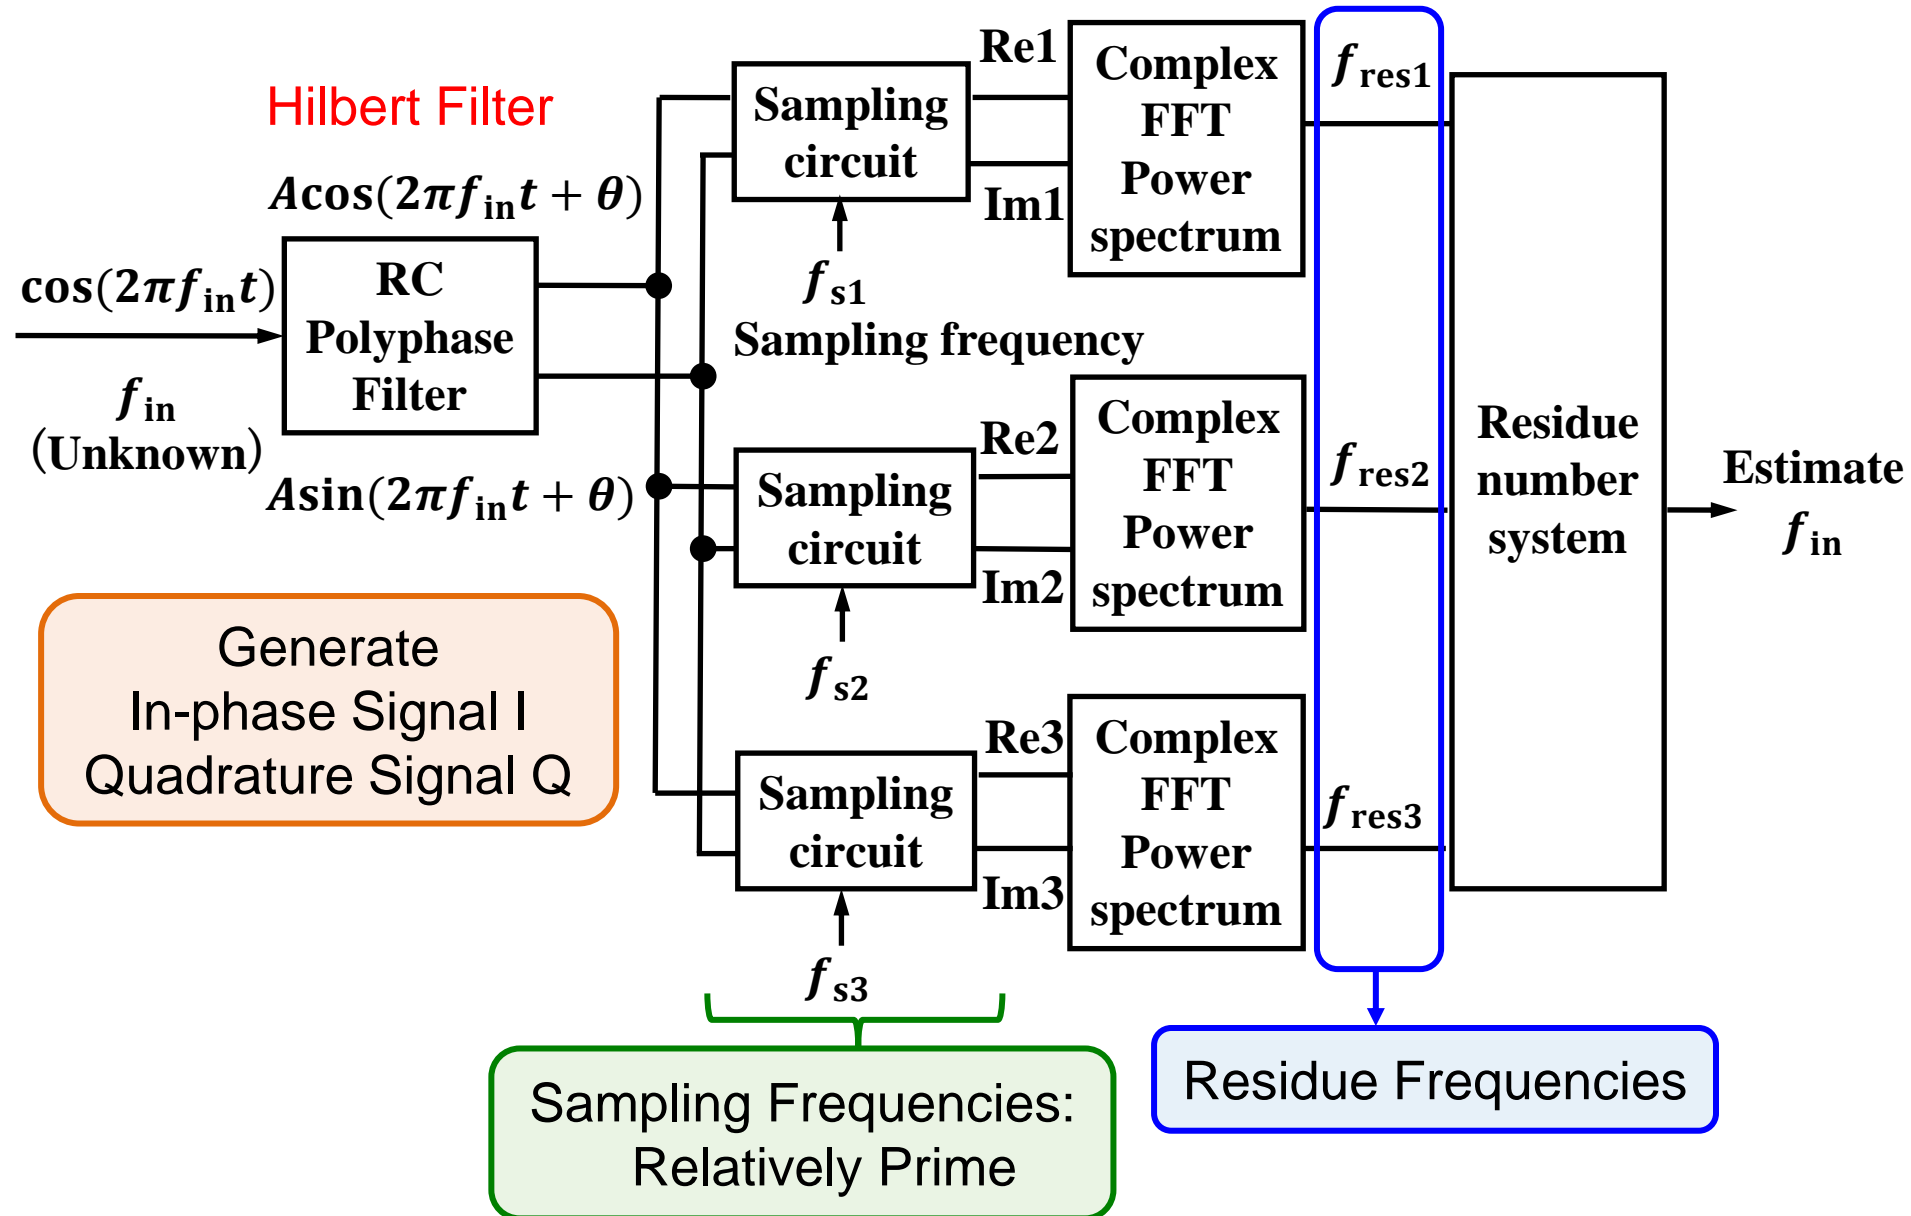 Hilbert Filter
Acos(2πf_in t + θ)
cos(2πf_in t)
f_in
(Unknown)
RC
Polyphase
Filter
Asin(2πf_in t + θ)
Generate
In-phase Signal I
Quadrature Signal Q
Sampling
circuit
f_s1
Sampling frequency
Re1
Im1
Complex
FFT
Power
spectrum
f_res1
Sampling
circuit
f_s2
Re2
Im2
Complex
FFT
Power
spectrum
f_res2
Sampling
circuit
f_s3
Re3
Im3
Complex
FFT
Power
spectrum
f_res3
Residue
number
system
Estimate
f_in
Sampling Frequencies:
Relatively Prime
Residue Frequencies